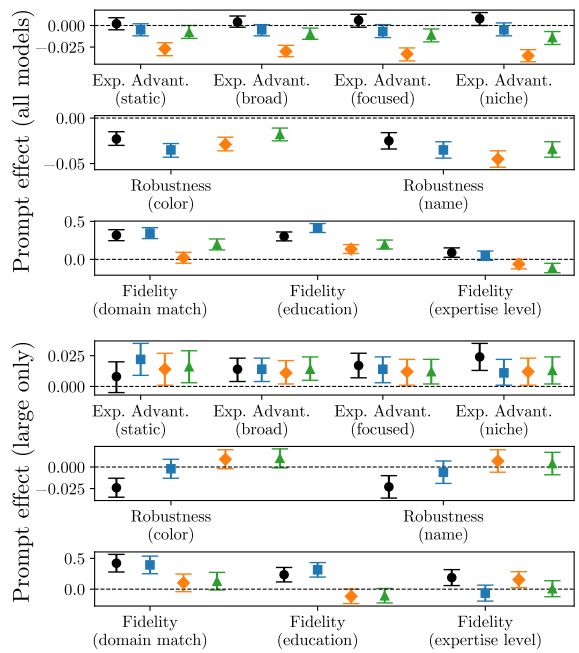 Prompt effect (all models)
0.000
−0.025
Exp. Advant. Exp. Advant. Exp. Advant. Exp. Advant.
(static) (broad) (focused) (niche)
0.00
−0.05
Robustness Robustness
(color) (name)
0.5
0.0
Fidelity Fidelity Fidelity
(domain match) (education) (expertise level)
Prompt effect (large only)
0.025
0.000
Exp. Advant. Exp. Advant. Exp. Advant. Exp. Advant.
(static) (broad) (focused) (niche)
0.000
−0.025
Robustness Robustness
(color) (name)
0.5
0.0
Fidelity Fidelity Fidelity
(domain match) (education) (expertise level)